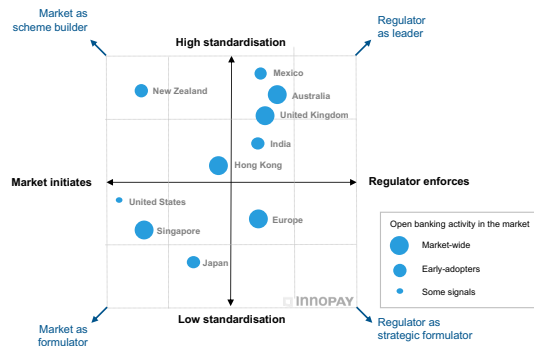 Market as
scheme builder
Regulator
as leader
High standardisation
Mexico
New Zealand
Australia
United Kingdom
India
Hong Kong
Market initiates
Regulator enforces
United States
Singapore
Europe
Japan
Open banking activity in the market
Market-wide
Early-adopters
Some signals
INNOPAY
Low standardisation
Market as
formulator
Regulator as
strategic formulator